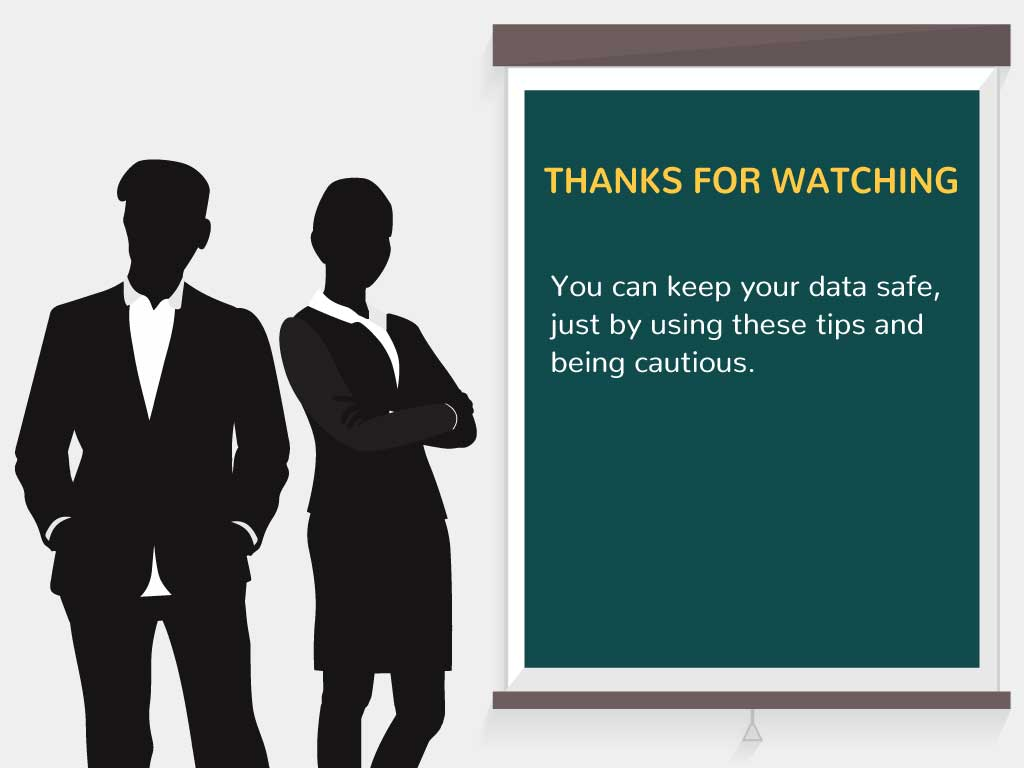 THANKS FOR WATCHING
You can keep your data safe,
just by using these tips and
being cautious.